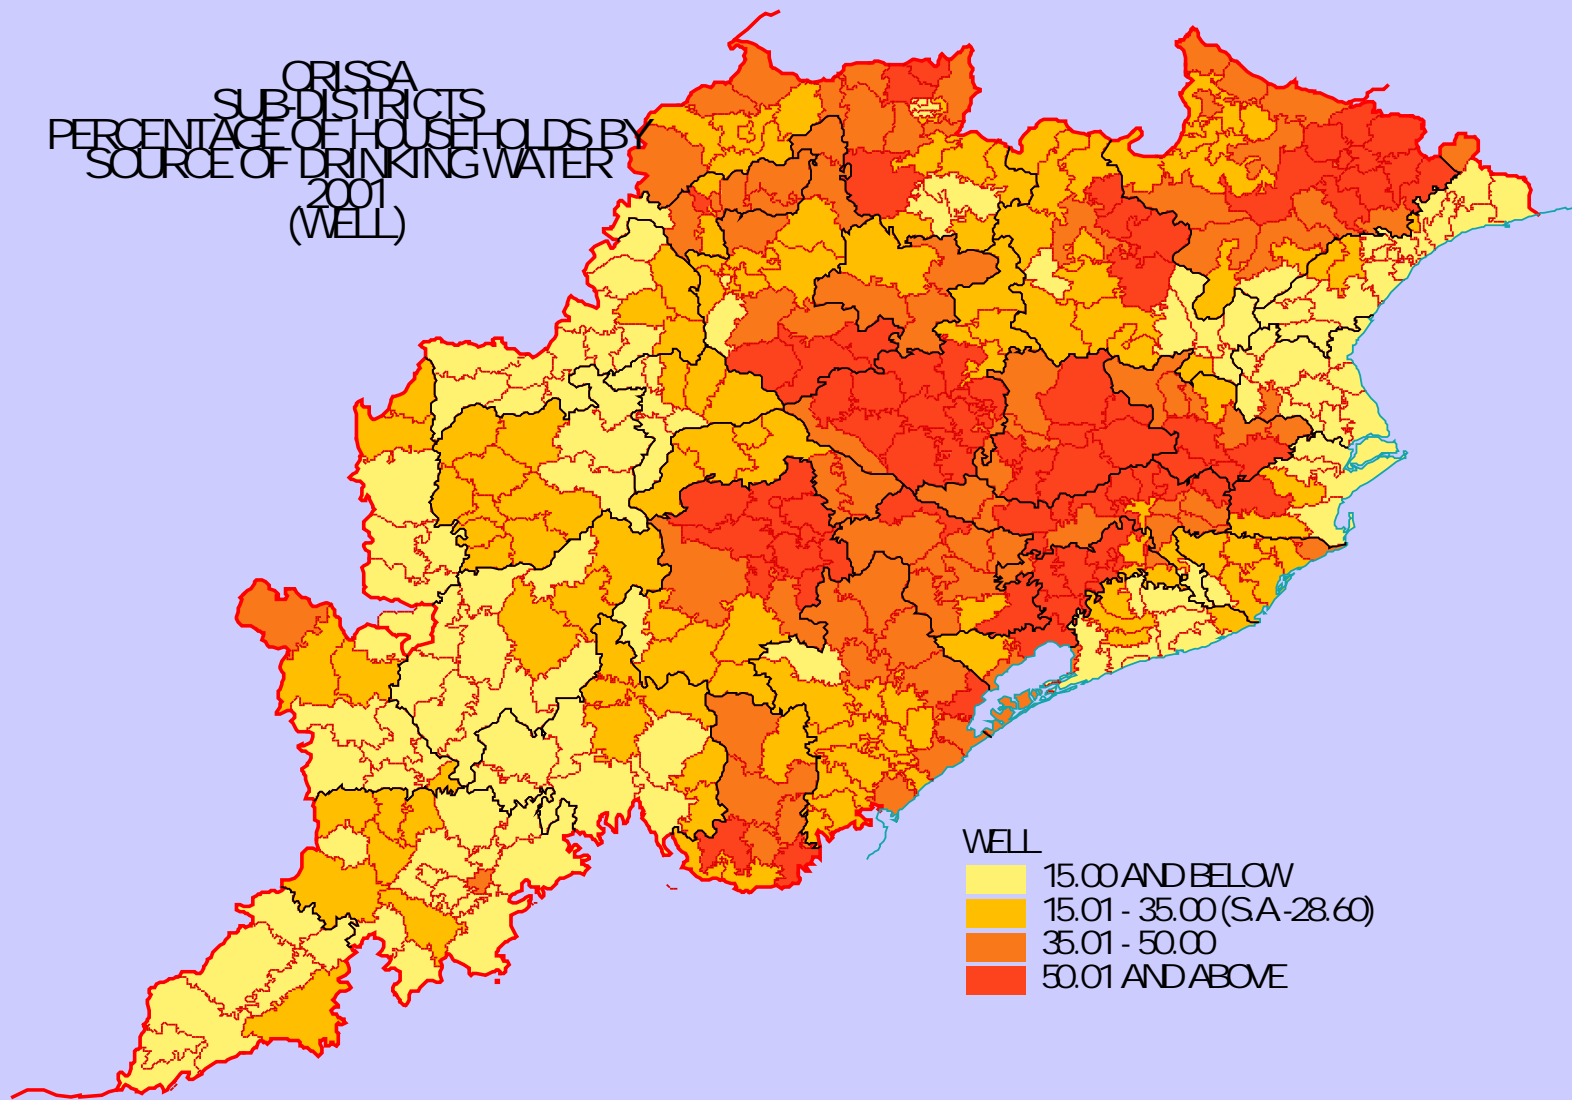 ORISSA
SUB-DISTRICTS
PERCENTAGE OF HOUSEHOLDS BY
SOURCE OF DRINKING WATER
2001
(WELL)
WELL
15.00 AND BELOW
15.01 - 35.00 (S.A-28.60)
35.01 - 50.00
50.01 AND ABOVE